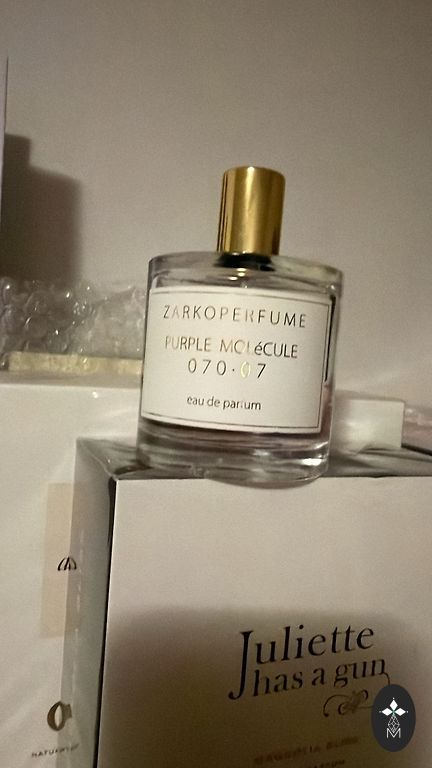 ZARKOPERFUME
PURPLE MOLéCULE
070·07
eau de parfum
Juliette
has a gun